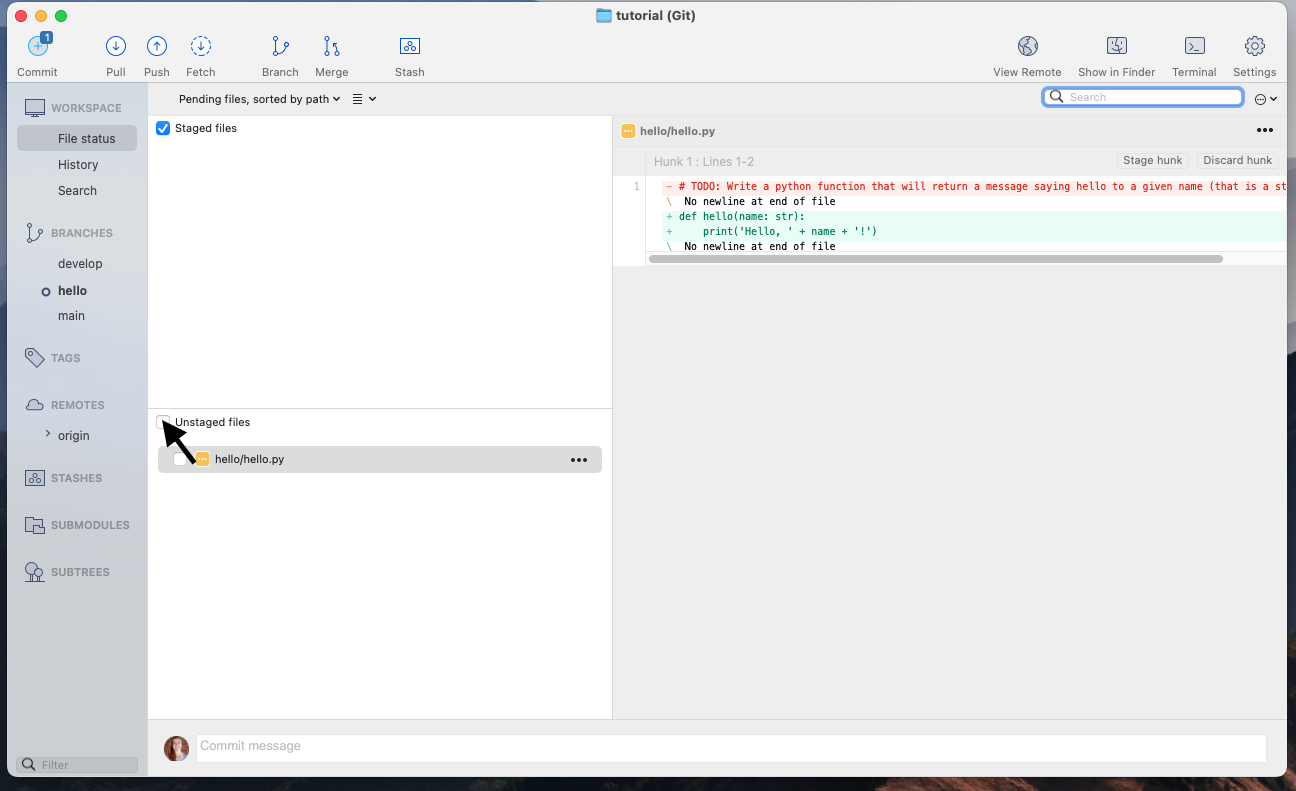 tutorial (Git)
1
Commit Pull Push Fetch Branch Merge Stash View Remote Show in Finder Terminal Settings
WORKSPACE
File status
History
Search
BRANCHES
develop
hello
main
TAGS
REMOTES
origin
STASHES
SUBMODULES
SUBTREES
Filter
Pending files, sorted by path
Search
Staged files
Unstaged files
hello/hello.py
hello/hello.py
Hunk 1 : Lines 1-2 Stage hunk Discard hunk
1 - # TODO: Write a python function that will return a message saying hello to a given name (that is a st
\ No newline at end of file
+ def hello(name: str):
+     print('Hello, ' + name + '!')
\ No newline at end of file
Commit message